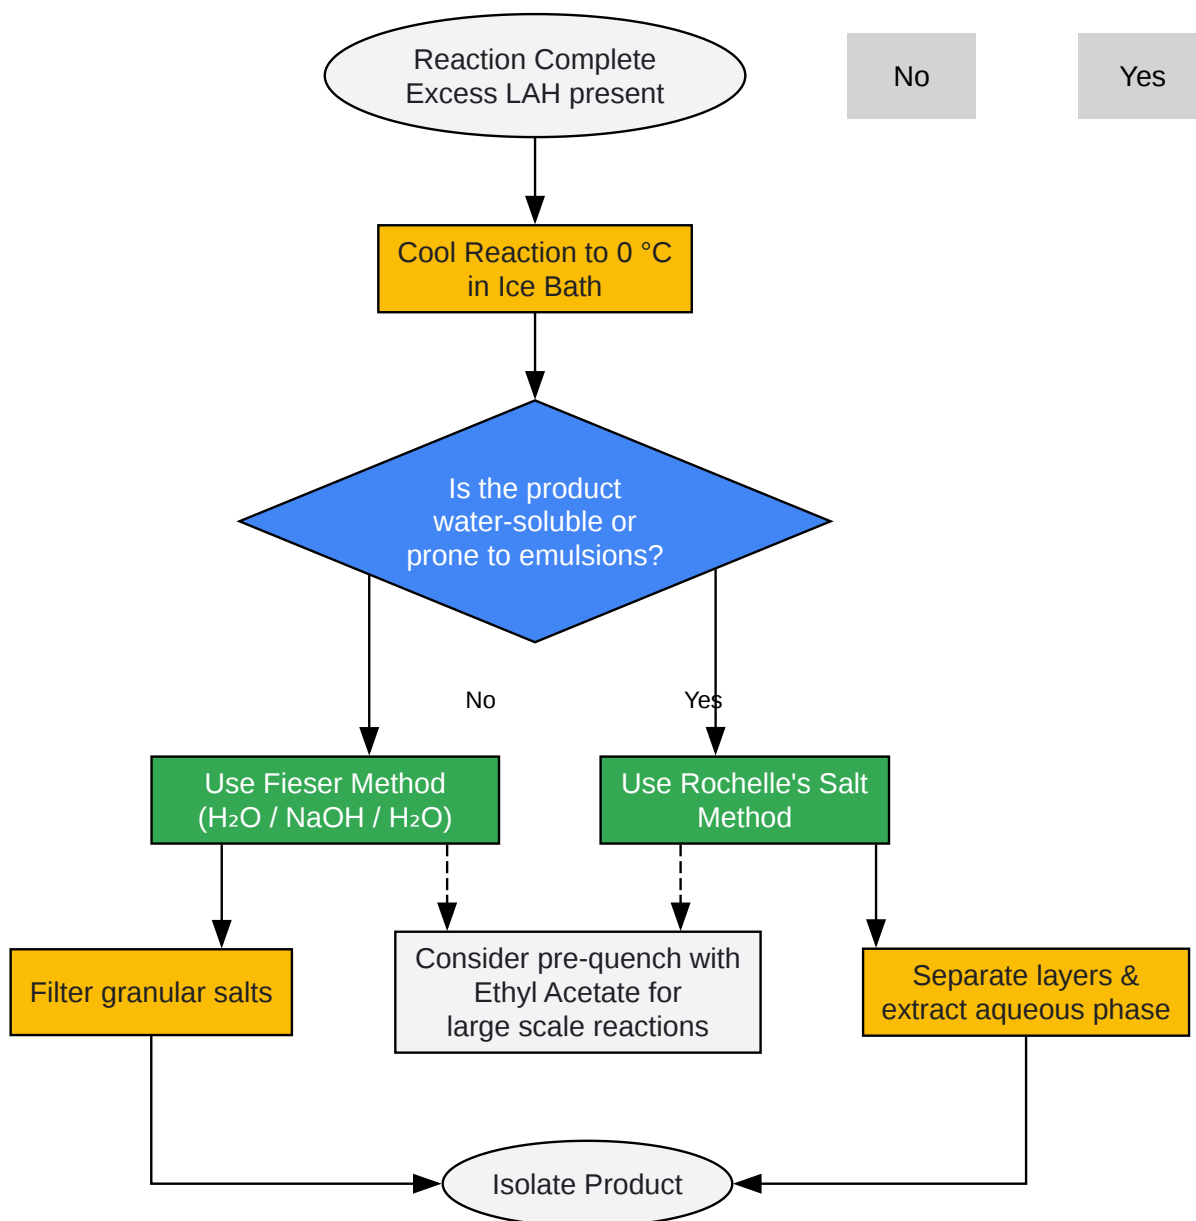 Reaction Complete
Excess LAH present
No
Yes
Cool Reaction to 0 °C
in Ice Bath
Is the product
water-soluble or
prone to emulsions?
No
Yes
Use Fieser Method
(H₂O / NaOH / H₂O)
Use Rochelle's Salt
Method
Filter granular salts
Consider pre-quench with
Ethyl Acetate for
large scale reactions
Separate layers &
extract aqueous phase
Isolate Product